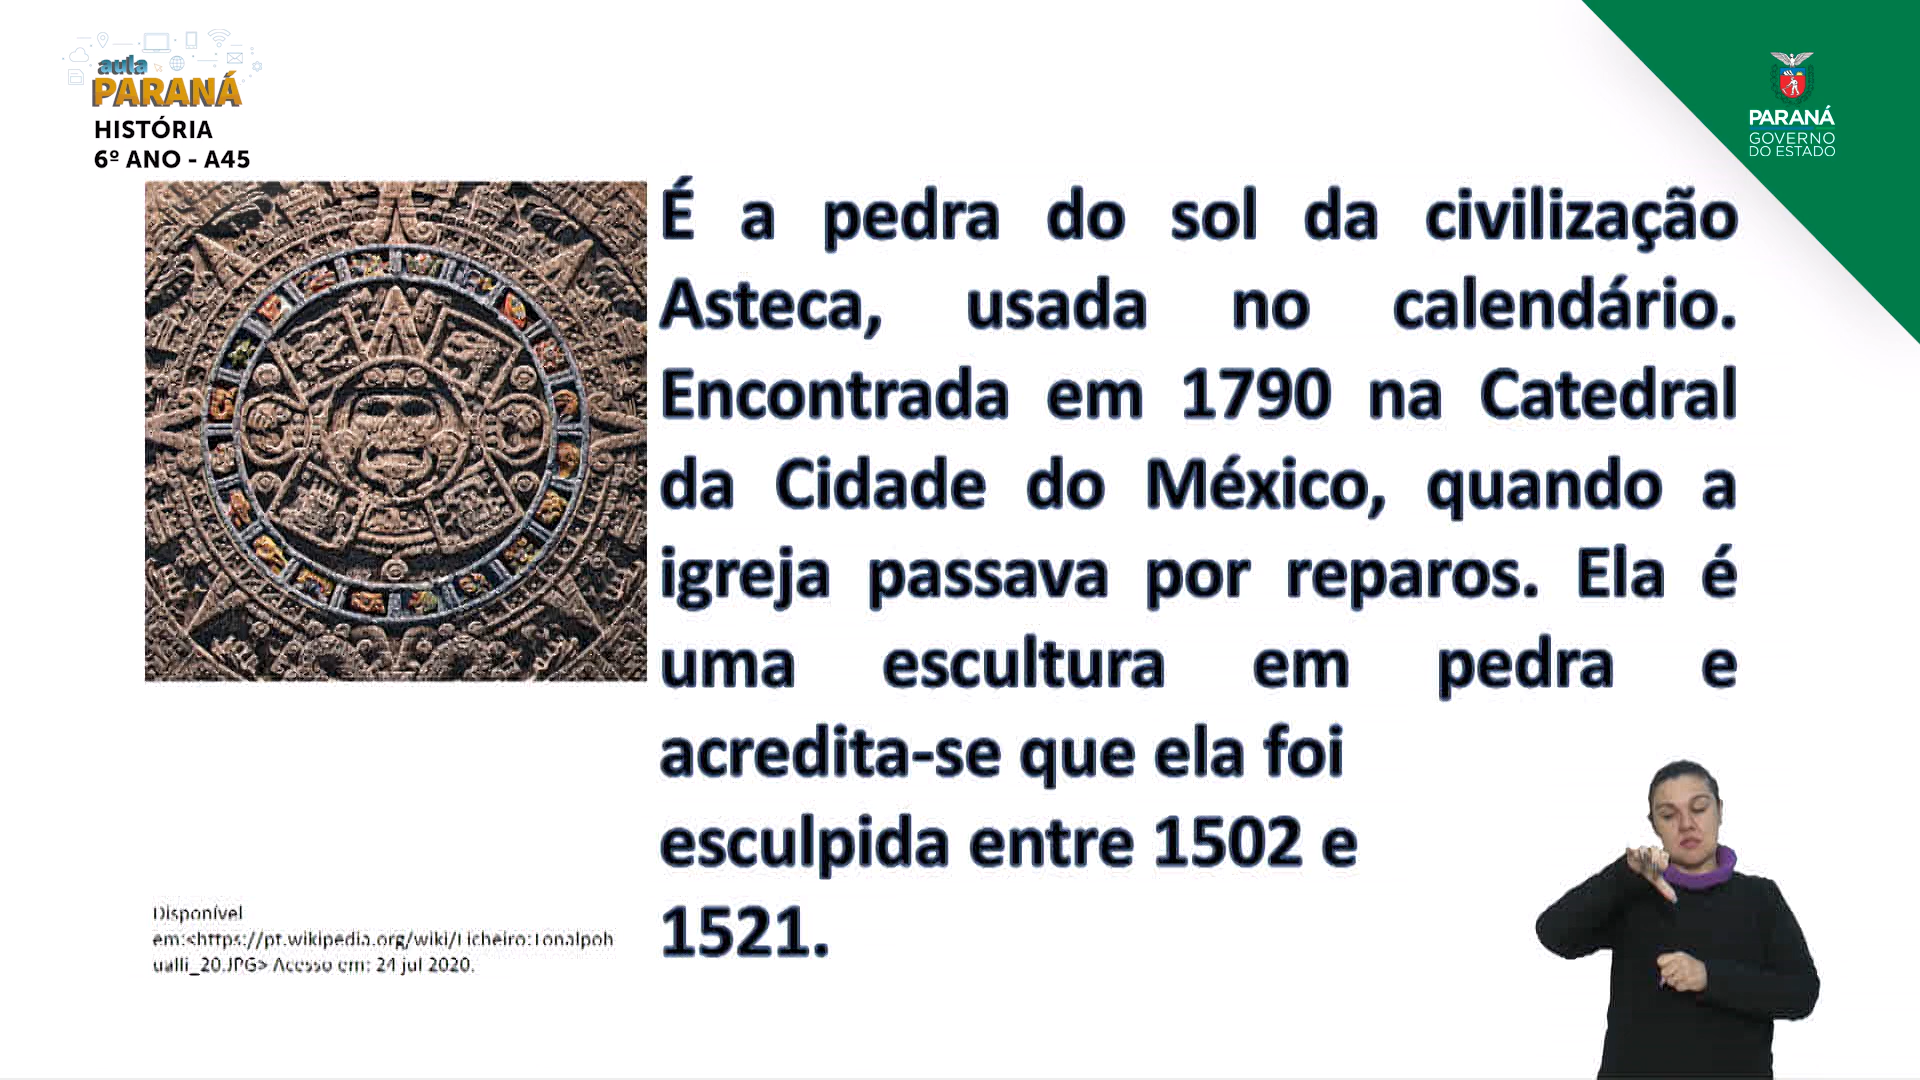 aula
PARANÁ
HISTÓRIA
6º ANO - A45
PARANÁ
GOVERNO
DO ESTADO
É a pedra do sol da civilização
Asteca, usada no calendário.
Encontrada em 1790 na Catedral
da Cidade do México, quando a
igreja passava por reparos. Ela é
uma escultura em pedra e
acredita-se que ela foi
esculpida entre 1502 e
1521.
Disponível
em:<https://pt.wikipedia.org/wiki/Ficheiro:Tonalpoh
ualli_20.JPG> Acesso em: 24 jul 2020.